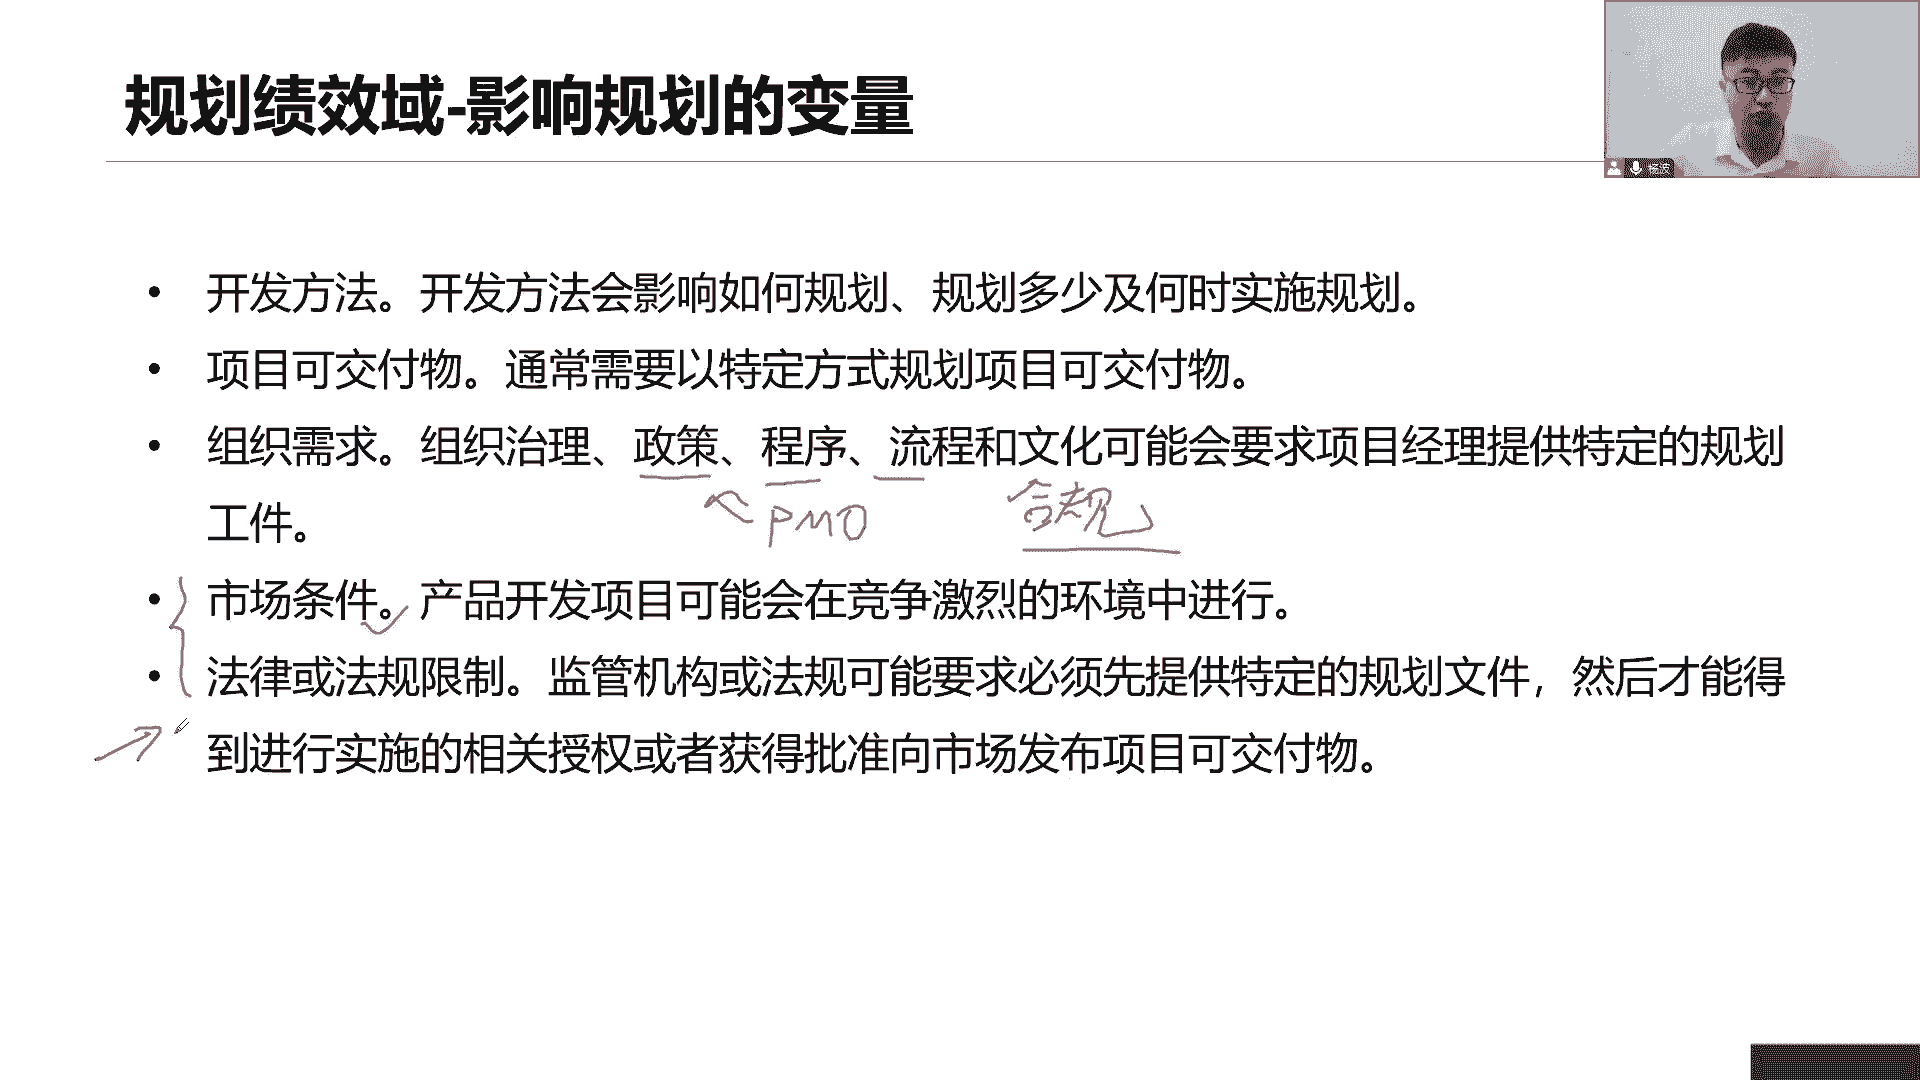 规划绩效域-影响规划的变量
杨波
• 开发方法。开发方法会影响如何规划、规划多少及何时实施规划。
• 项目可交付物。通常需要以特定方式规划项目可交付物。
• 组织需求。组织治理、政策、程序、流程和文化可能会要求项目经理提供特定的规划
工件。
PMO 合规
• 市场条件。产品开发项目可能会在竞争激烈的环境中进行。
• 法律或法规限制。监管机构或法规可能要求必须先提供特定的规划文件，然后才能得
到进行实施的相关授权或者获得批准向市场发布项目可交付物。